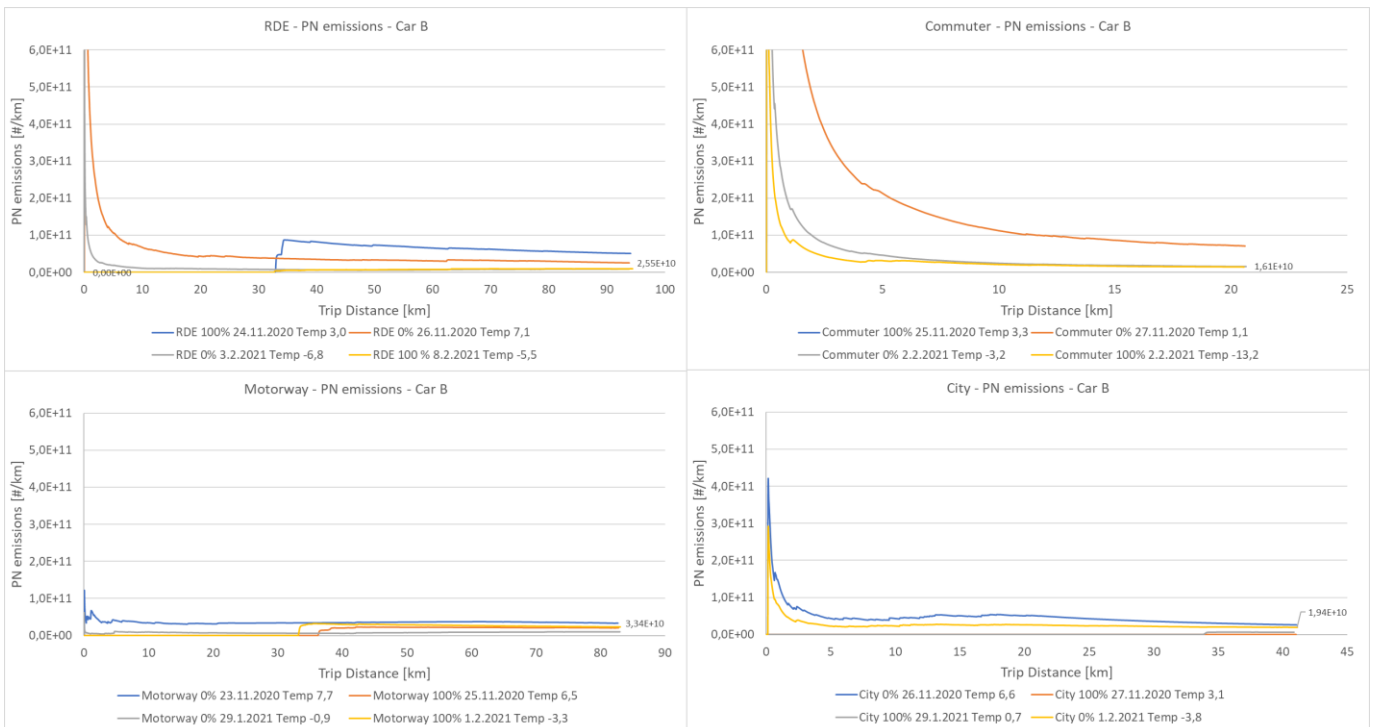 RDE - PN emissions - Car B
6,0E+11
5,0E+11
4,0E+11
3,0E+11
2,0E+11
1,0E+11
0,0E+00
PN emissions [#/km]
0,00E+00
2,55E+10
0 10 20 30 40 50 60 70 80 90 100
Trip Distance [km]
RDE 100% 24.11.2020 Temp 3,0 RDE 0% 26.11.2020 Temp 7,1
RDE 0% 3.2.2021 Temp -6,8 RDE 100 % 8.2.2021 Temp -5,5
Commuter - PN emissions - Car B
6,0E+11
5,0E+11
4,0E+11
3,0E+11
2,0E+11
1,0E+11
0,0E+00
PN emissions [#/km]
1,61E+10
0 5 10 15 20 25
Trip Distance [km]
Commuter 100% 25.11.2020 Temp 3,3 Commuter 0% 27.11.2020 Temp 1,1
Commuter 0% 2.2.2021 Temp -3,2 Commuter 100% 2.2.2021 Temp -13,2
Motorway - PN emissions - Car B
6,0E+11
5,0E+11
4,0E+11
3,0E+11
2,0E+11
1,0E+11
0,0E+00
PN emissions [#/km]
3,34E+10
0 10 20 30 40 50 60 70 80 90
Trip Distance [km]
Motorway 0% 23.11.2020 Temp 7,7 Motorway 100% 25.11.2020 Temp 6,5
Motorway 0% 29.1.2021 Temp -0,9 Motorway 100% 1.2.2021 Temp -3,3
City - PN emissions - Car B
6,0E+11
5,0E+11
4,0E+11
3,0E+11
2,0E+11
1,0E+11
0,0E+00
PN emissions [#/km]
1,94E+10
0 5 10 15 20 25 30 35 40 45
Trip Distance [km]
City 0% 26.11.2020 Temp 6,6 City 100% 27.11.2020 Temp 3,1
City 100% 29.1.2021 Temp 0,7 City 0% 1.2.2021 Temp -3,8